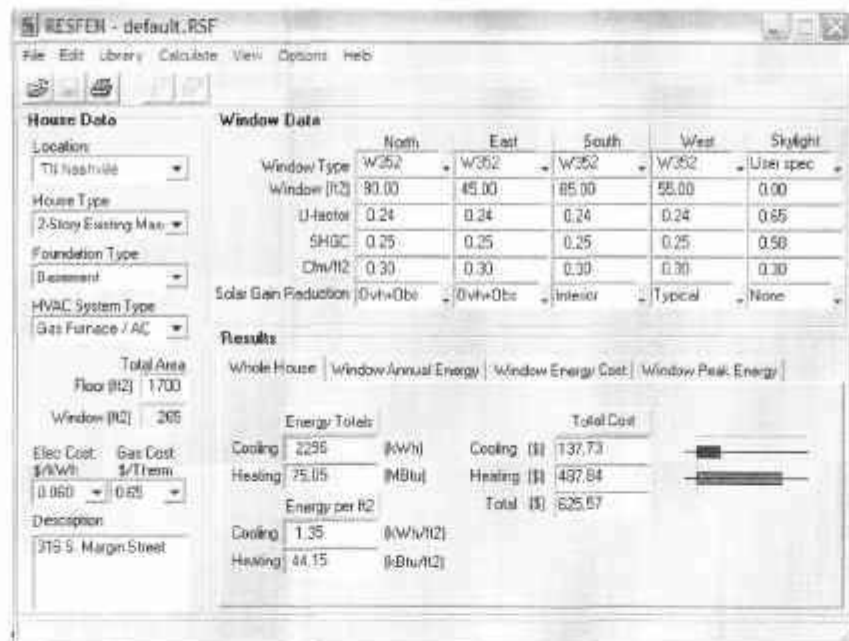 RESFEN - default.RSF
File Edit Library Calculate View Options Help
House Data
Location
TN Nashville
House Type
2-Story Existing Mas
Foundation Type
Basement
HVAC System Type
Gas Furnace / AC
Total Area
Floor (ft2) 1700
Window (ft2) 265
Elec Cost Gas Cost
$/kWh $/Therm
0.060 0.65
Description
316 S. Margin Street
Window Data
North East South West Skylight
Window Type W352 W352 W352 W352 User spec
Window (ft2) 80.00 45.00 85.00 55.00 0.00
U-factor 0.24 0.24 0.24 0.24 0.65
SHGC 0.25 0.25 0.25 0.25 0.50
Cfm/ft2 0.30 0.30 0.30 0.30 0.30
Solar Gain Reduction Ovh+Obs Ovh+Obs Interior Typical None
Results
Whole House Window Annual Energy Window Energy Cost Window Peak Energy
Energy Totals Total Cost
Cooling 2295 (kWh) Cooling ($) 137.73
Heating 75.05 (MBtu) Heating ($) 487.84
Energy per ft2 Total ($) 625.57
Cooling 1.35 (kWh/ft2)
Heating 44.15 (kBtu/ft2)